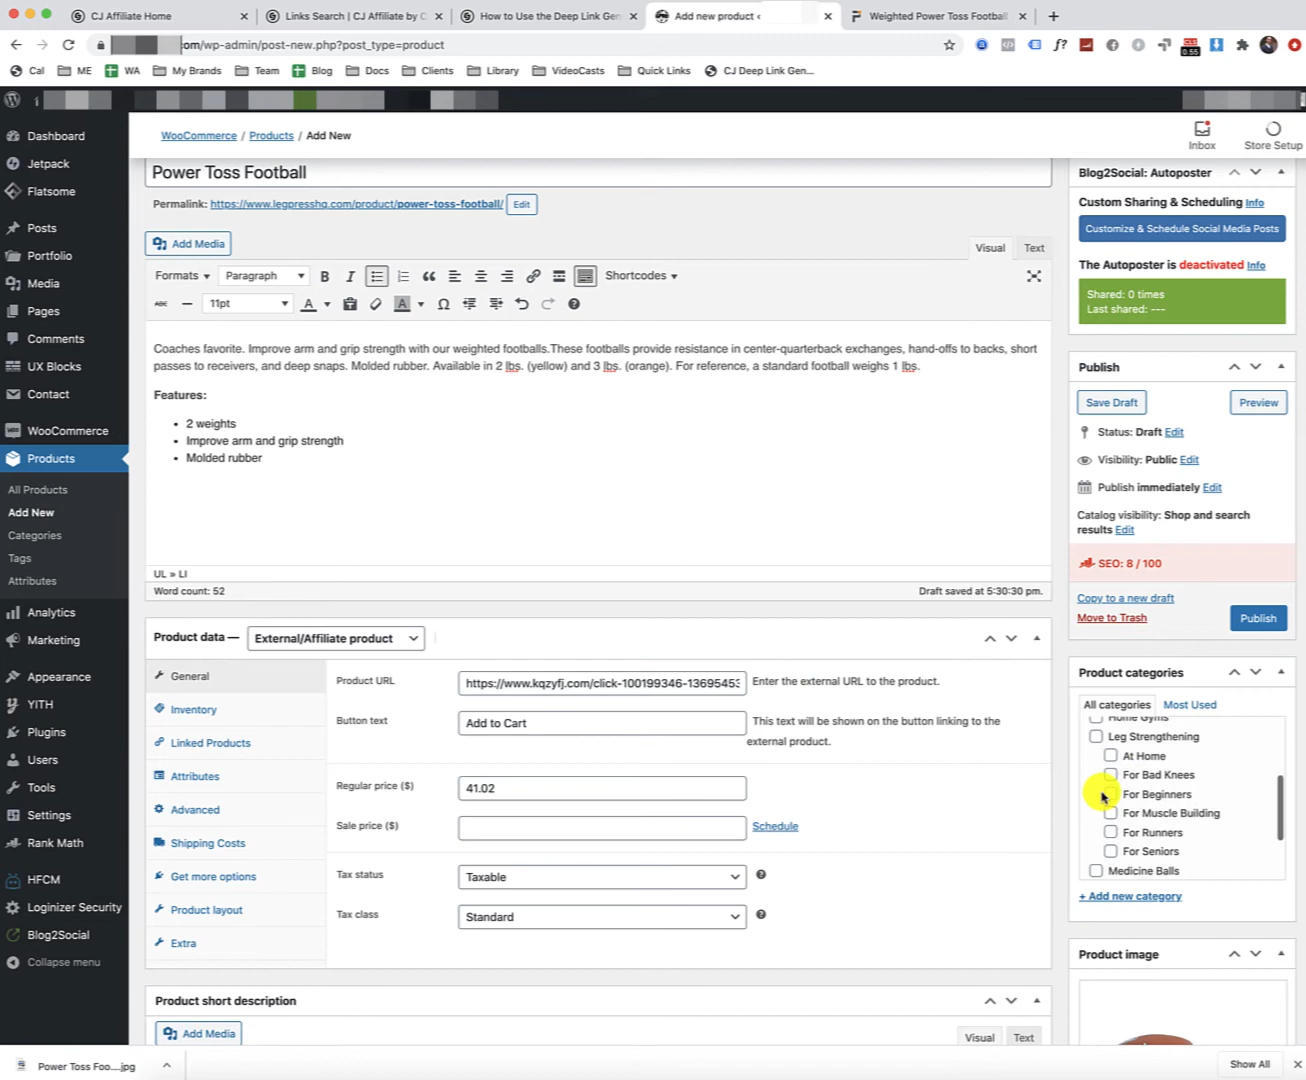 CJ Affiliate Home
Links Search | CJ Affiliate by C
How to Use the Deep Link Gen
Add new product ‹
Weighted Power Toss Football
om/wp-admin/post-new.php?post_type=product
f?
CLS
0.55
Cal
ME
WA
My Brands
Team
Blog
Docs
Clients
Library
VideoCasts
Quick Links
CJ Deep Link Gen...
Dashboard
Jetpack
Flatsome
Posts
Portfolio
Media
Pages
Comments
UX Blocks
Contact
WooCommerce
Products
All Products
Add New
Categories
Tags
Attributes
Analytics
Marketing
Appearance
YITH
Plugins
Users
Tools
Settings
Rank Math
HFCM
Loginizer Security
Blog2Social
Collapse menu
WooCommerce / Products / Add New
Inbox
Store Setup
Power Toss Football
Permalink: https://www.legpresshq.com/product/power-toss-football/
Edit
Add Media
Visual
Text
Formats
Paragraph
B
I
Shortcodes
ABC
11pt
A
A
Ω
Coaches favorite. Improve arm and grip strength with our weighted footballs.These footballs provide resistance in center-quarterback exchanges, hand-offs to backs, short
passes to receivers, and deep snaps. Molded rubber. Available in 2 lbs. (yellow) and 3 lbs. (orange). For reference, a standard football weighs 1 lbs.
Features:
• 2 weights
• Improve arm and grip strength
• Molded rubber
UL » LI
Word count: 52
Draft saved at 5:30:30 pm.
Product data —
External/Affiliate product
General
Inventory
Linked Products
Attributes
Advanced
Shipping Costs
Get more options
Product layout
Extra
Product URL
https://www.kqzyfj.com/click-100199346-13695453
Enter the external URL to the product.
Button text
Add to Cart
This text will be shown on the button linking to the
external product.
Regular price ($)
41.02
Sale price ($)
Schedule
Tax status
Taxable
Tax class
Standard
Product short description
Add Media
Visual
Text
Blog2Social: Autoposter
Custom Sharing & Scheduling Info
Customize & Schedule Social Media Posts
The Autoposter is deactivated Info
Shared: 0 times
Last shared: ---
Publish
Save Draft
Preview
Status: Draft Edit
Visibility: Public Edit
Publish immediately Edit
Catalog visibility: Shop and search
results Edit
SEO: 8 / 100
Copy to a new draft
Move to Trash
Publish
Product categories
All categories
Most Used
Home Gyms
Leg Strengthening
At Home
For Bad Knees
For Beginners
For Muscle Building
For Runners
For Seniors
Medicine Balls
+ Add new category
Product image
Power Toss Foo....jpg
Show All